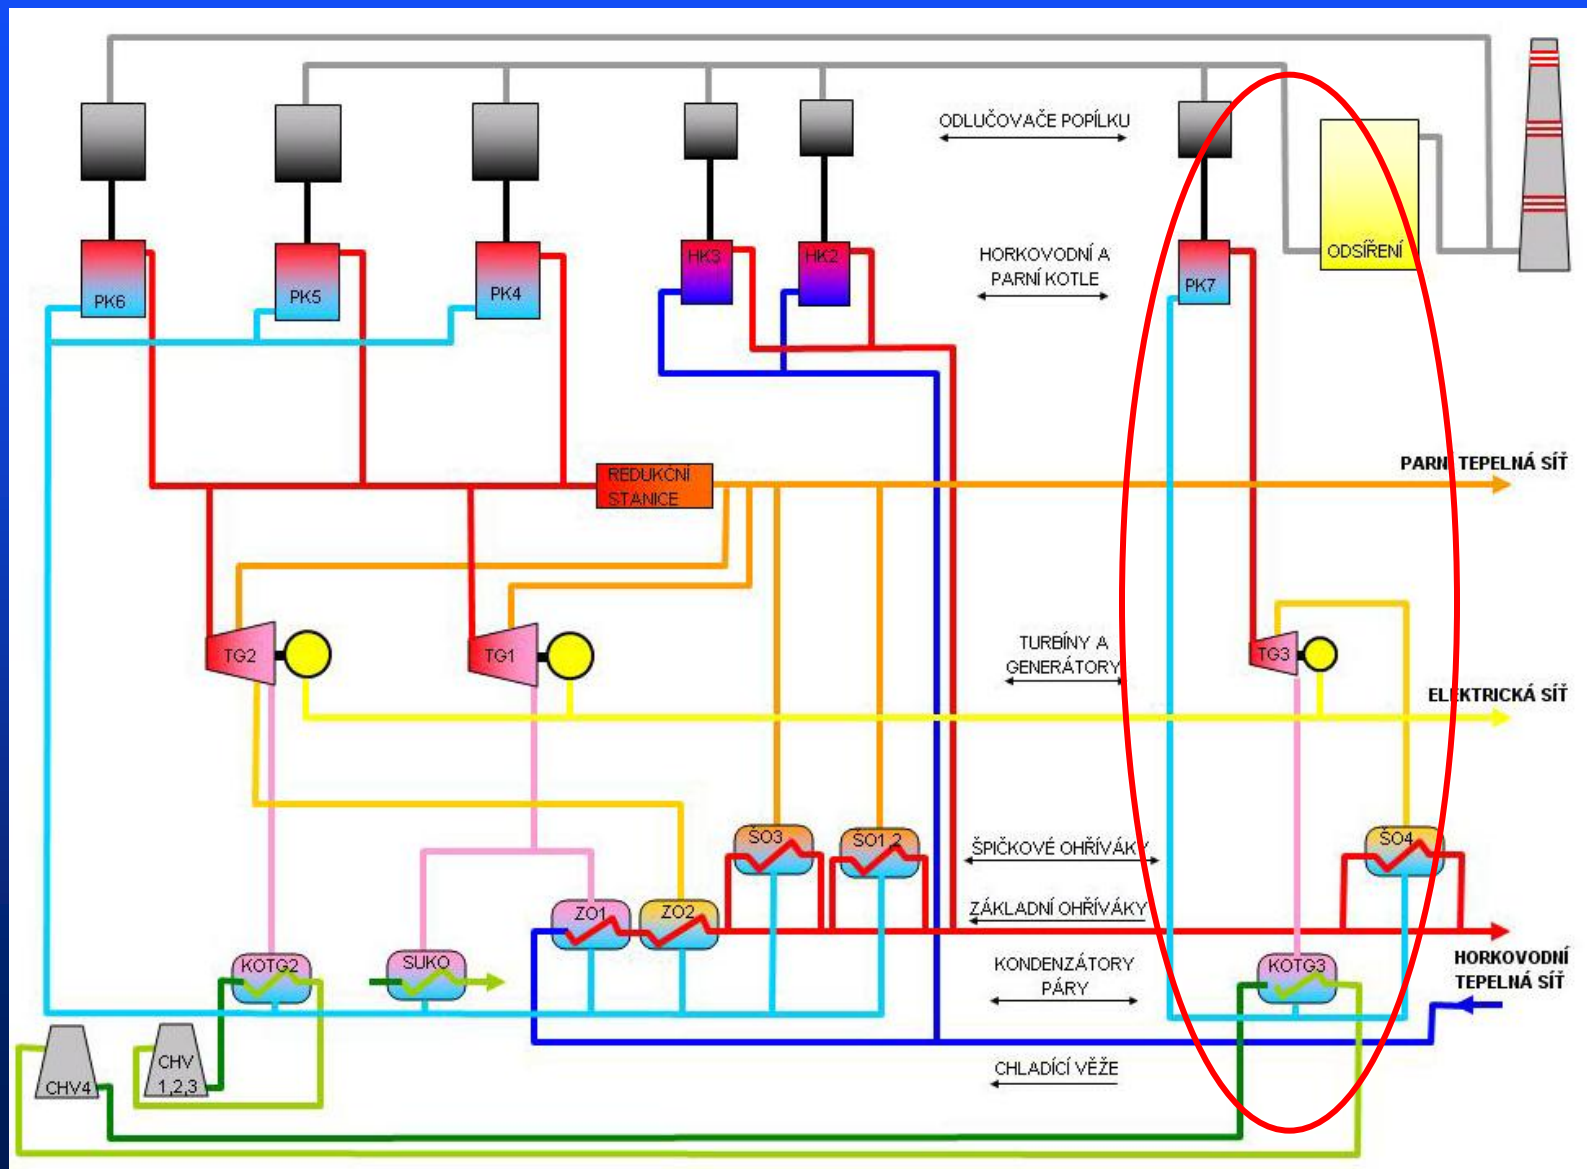 ODLUČOVAČE POPÍLKU
ODSÍŘENÍ
PK6
PK5
PK4
HK3
HK2
HORKOVODNÍ A
PARNÍ KOTLE
PK7
REDUKČNÍ
STANICE
PARNÍ TEPELNÁ SÍŤ
TG2
TG1
TURBÍNY A
GENERÁTORY
TG3
ELEKTRICKÁ SÍŤ
ŠO3
ŠO1,2
ŠPIČKOVÉ OHŘÍVÁKY
ŠO4
ZO1
ZO2
ZÁKLADNÍ OHŘÍVÁKY
KOTG2
SUKO
KONDENZÁTORY
PÁRY
KOTG3
HORKOVODNÍ
TEPELNÁ SÍŤ
CHV4
CHV
1,2,3
CHLADÍCÍ VĚŽE